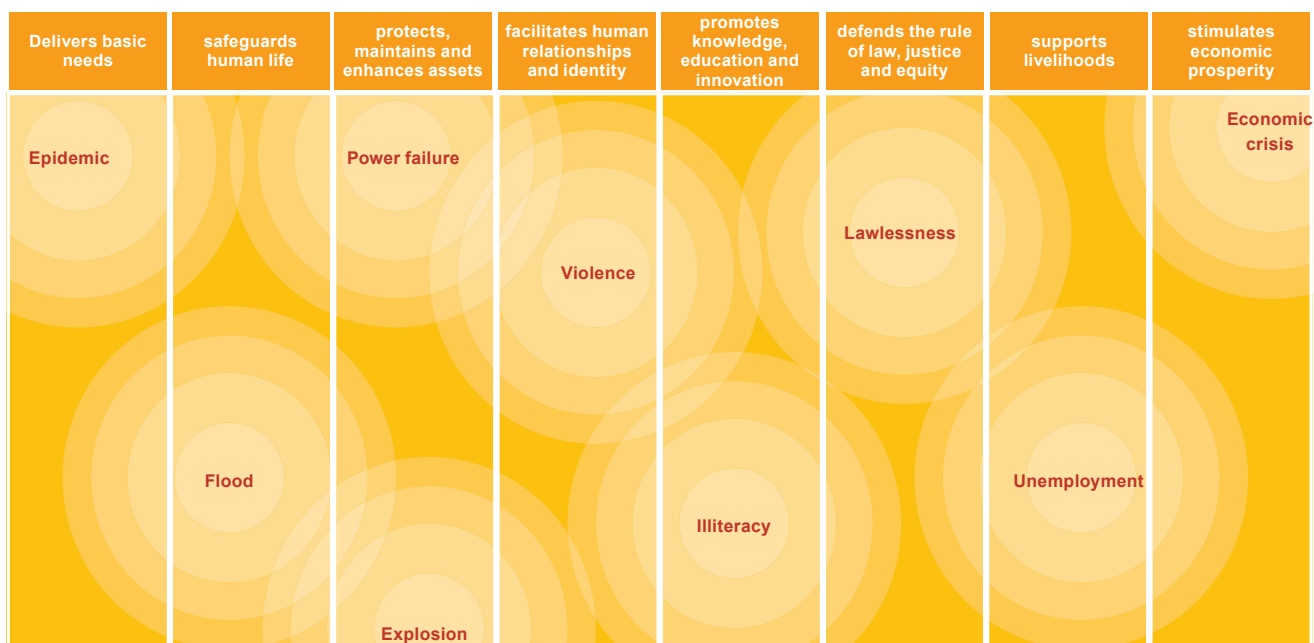 Delivers basic
needs
safeguards
human life
protects,
maintains and
enhances assets
facilitates human
relationships
and identity
promotes
knowledge,
education and
innovation
defends the rule
of law, justice
and equity
supports
livelihoods
stimulates
economic
prosperity
Epidemic
Power failure
Violence
Lawlessness
Economic
crisis
Flood
Illiteracy
Unemployment
Explosion